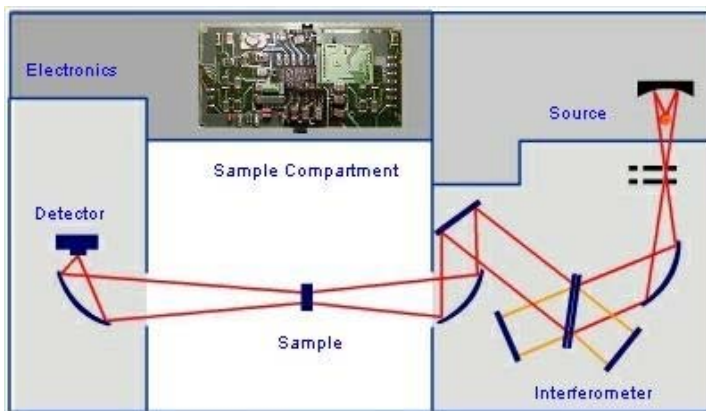 Electronics
Source
Sample Compartment
Detector
Sample
Interferometer